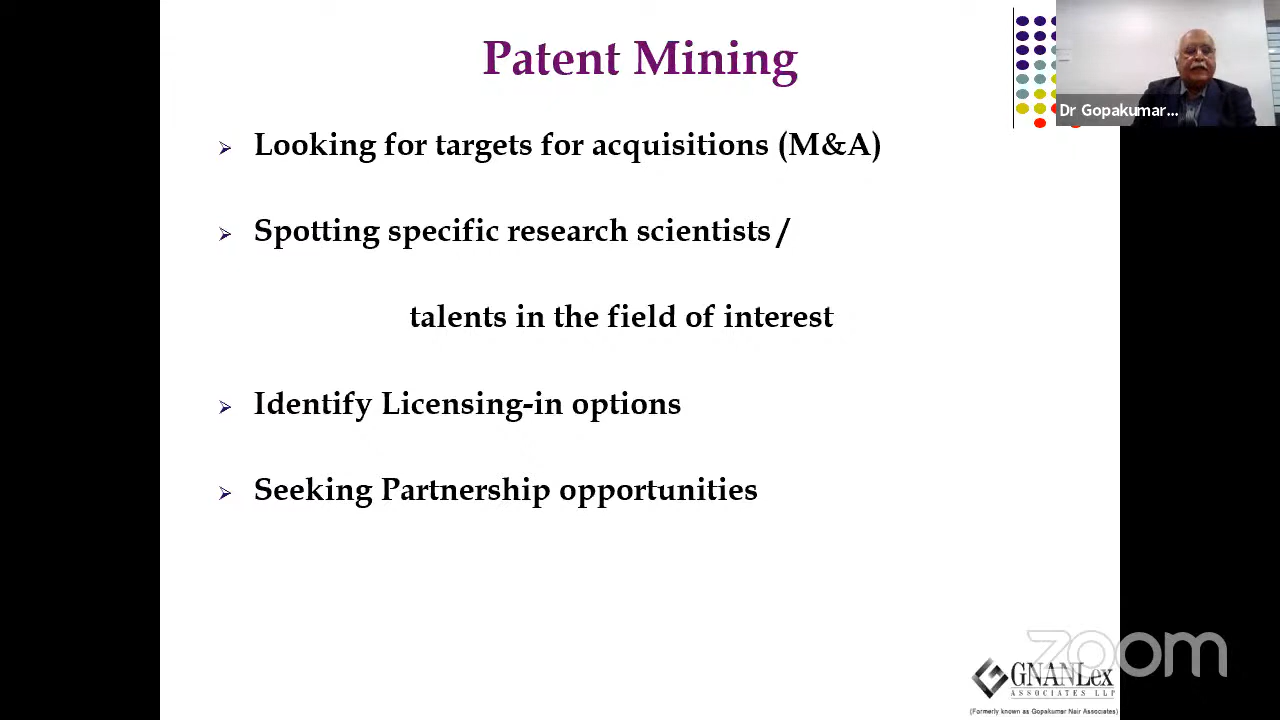 Patent Mining
Dr Gopakumar...
Looking for targets for acquisitions (M&A)
Spotting specific research scientists /
talents in the field of interest
Identify Licensing-in options
Seeking Partnership opportunities
zoom
GNANLex
ASSOCIATES LLP
(Formerly known as Gopakumar Nair Associates)